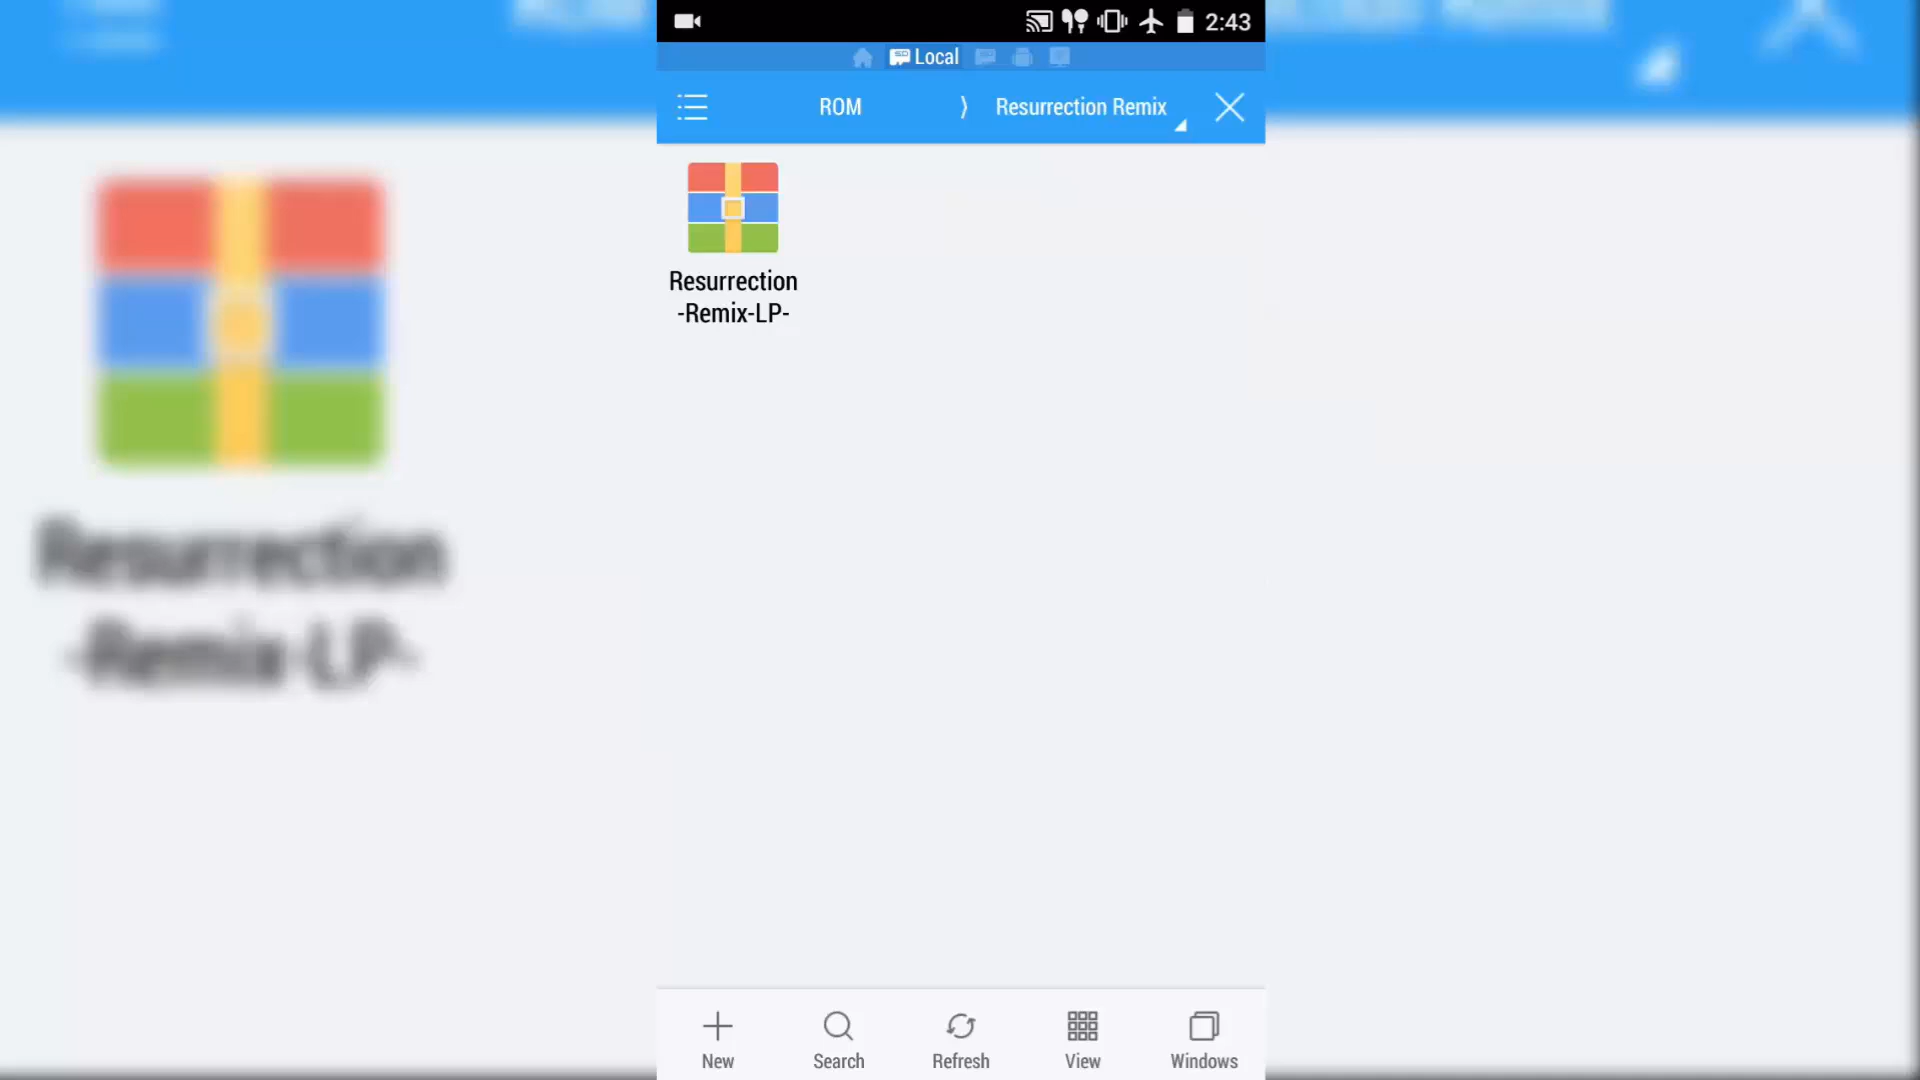 2:43
Local
ROM 〉 Resurrection Remix
Resurrection
-Remix-LP-
Resurrection
-Remix-LP-
New Search Refresh View Windows